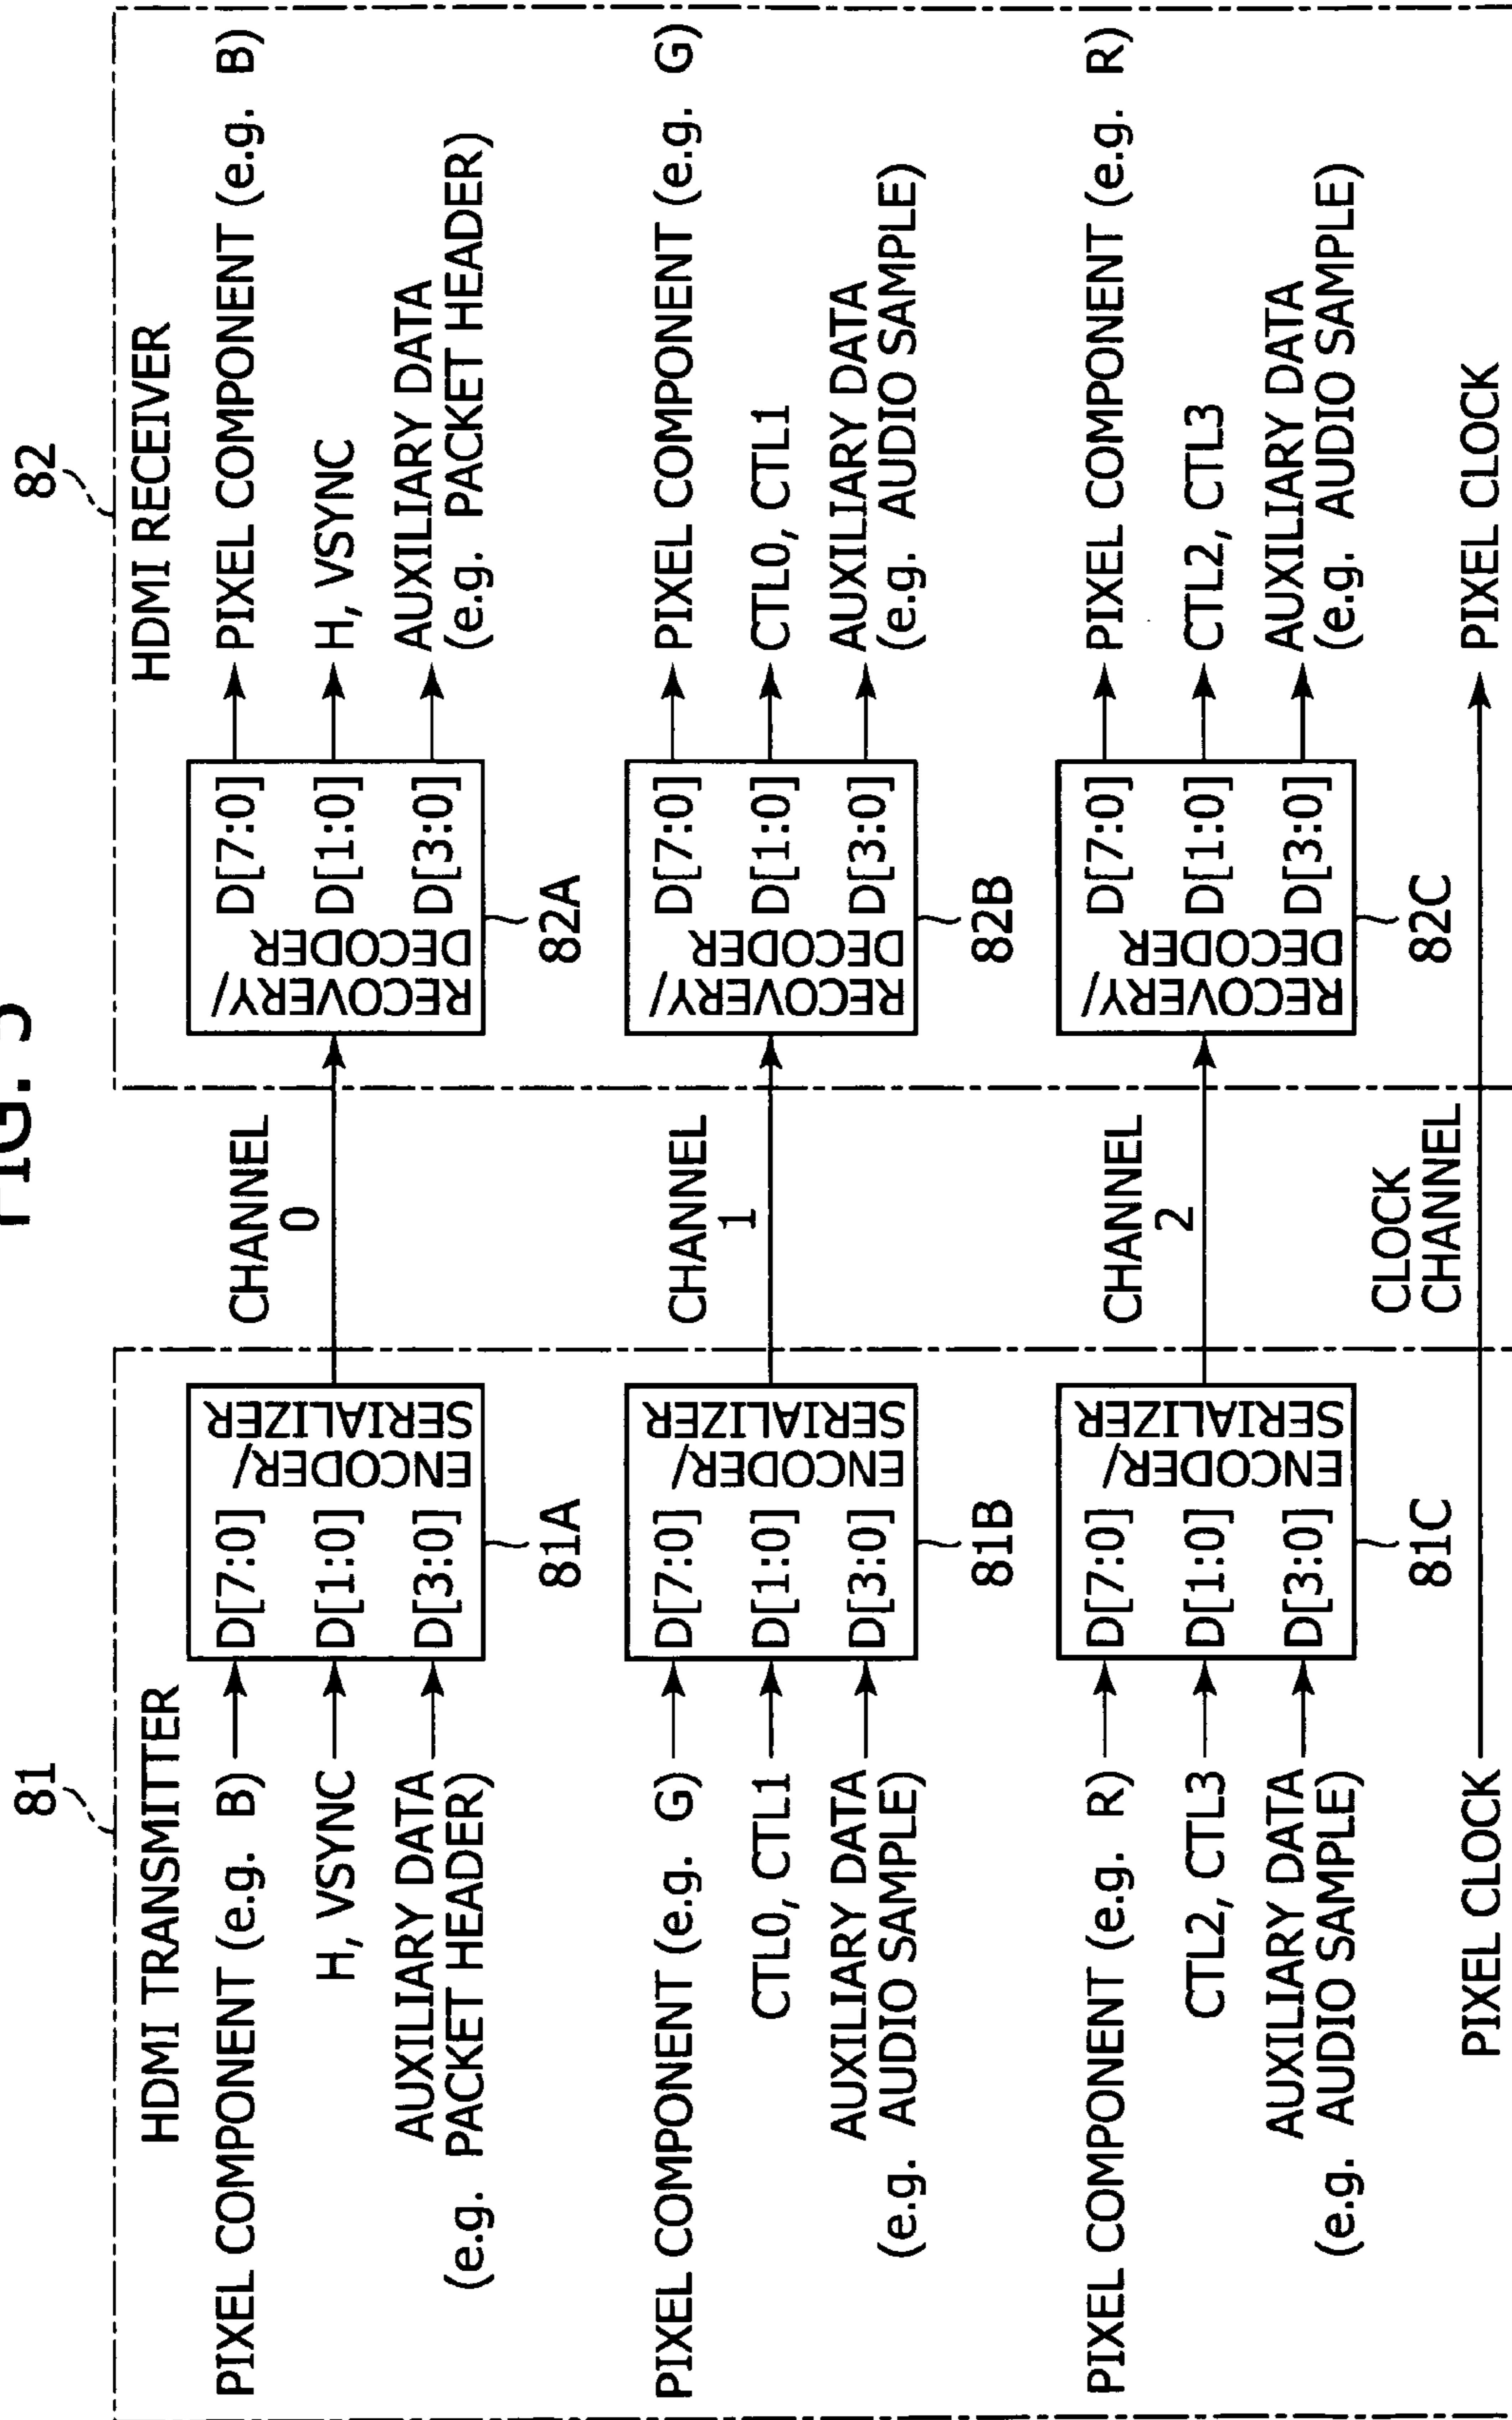 FIG. 5
81
82
HDMI TRANSMITTER
PIXEL COMPONENT (e.g. B)
H, VSYNC
AUXILIARY DATA
(e.g. PACKET HEADER)
D[7:0]
D[1:0]
D[3:0]
ENCODER/
SERIALIZER
81A
PIXEL COMPONENT (e.g. G)
CTL0, CTL1
AUXILIARY DATA
(e.g. AUDIO SAMPLE)
D[7:0]
D[1:0]
D[3:0]
ENCODER/
SERIALIZER
81B
PIXEL COMPONENT (e.g. R)
CTL2, CTL3
AUXILIARY DATA
(e.g. AUDIO SAMPLE)
D[7:0]
D[1:0]
D[3:0]
ENCODER/
SERIALIZER
81C
PIXEL CLOCK
CHANNEL
0
CHANNEL
1
CHANNEL
2
CLOCK
CHANNEL
HDMI RECEIVER
RECOVERY/
DECODER
D[7:0]
D[1:0]
D[3:0]
82A
PIXEL COMPONENT (e.g. B)
H, VSYNC
AUXILIARY DATA
(e.g. PACKET HEADER)
RECOVERY/
DECODER
D[7:0]
D[1:0]
D[3:0]
82B
PIXEL COMPONENT (e.g. G)
CTL0, CTL1
AUXILIARY DATA
(e.g. AUDIO SAMPLE)
RECOVERY/
DECODER
D[7:0]
D[1:0]
D[3:0]
82C
PIXEL COMPONENT (e.g. R)
CTL2, CTL3
AUXILIARY DATA
(e.g. AUDIO SAMPLE)
PIXEL CLOCK